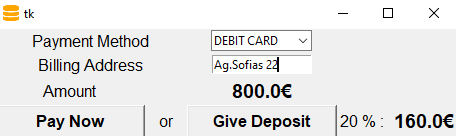 tk
Payment Method DEBIT CARD
Billing Address Ag.Sofias 22
Amount 800.0€
Pay Now or Give Deposit 20 % : 160.0€